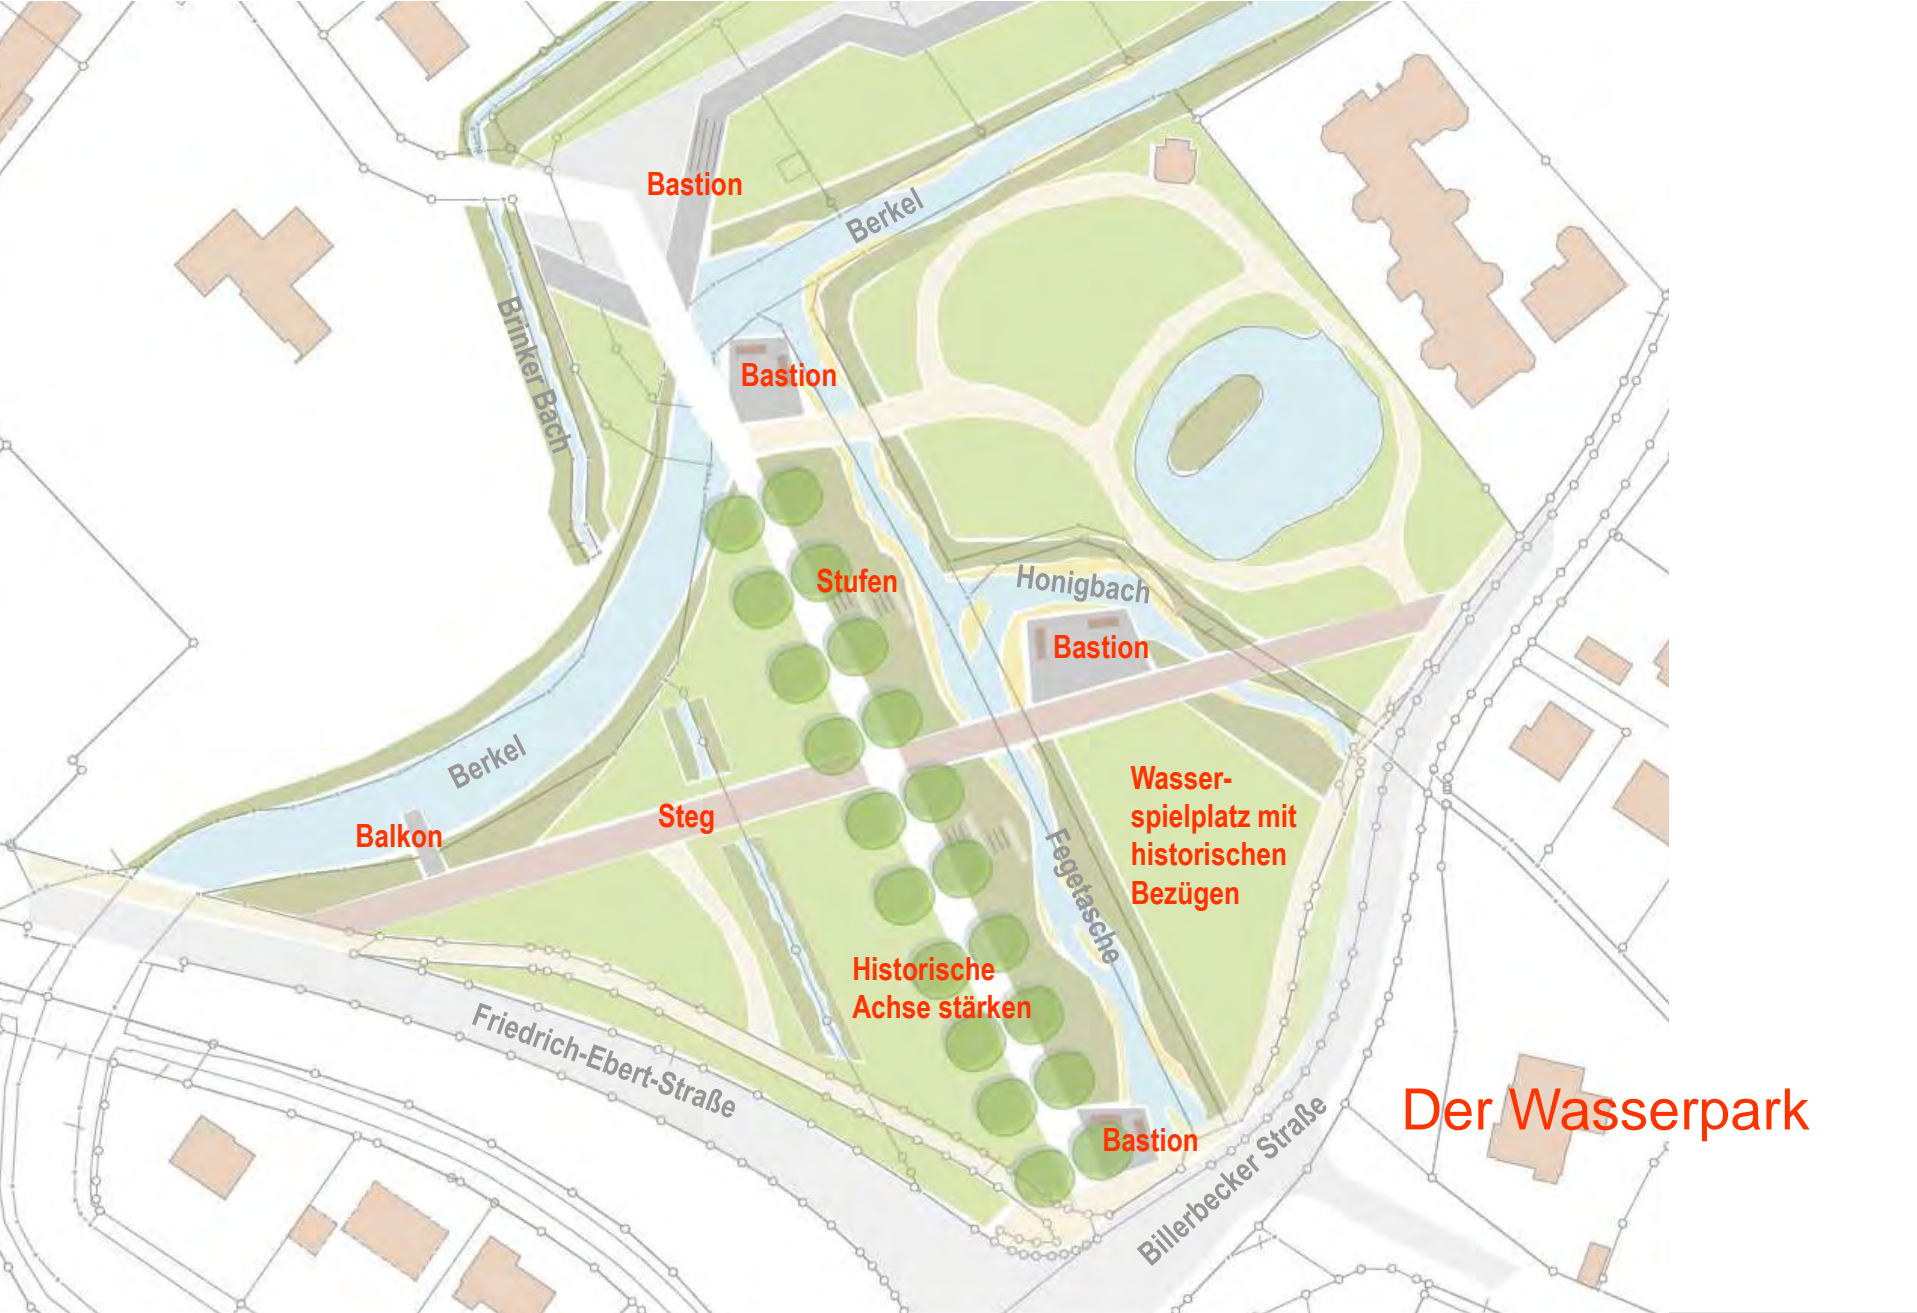 Bastion
Berkel
Brinker Bach
Bastion
Stufen
Honigbach
Bastion
Berkel
Balkon
Steg
Wasser-
spielplatz mit
historischen
Bezügen
Fegetasche
Historische
Achse stärken
Friedrich-Ebert-Straße
Der Wasserpark
Bastion
Billerbecker Straße